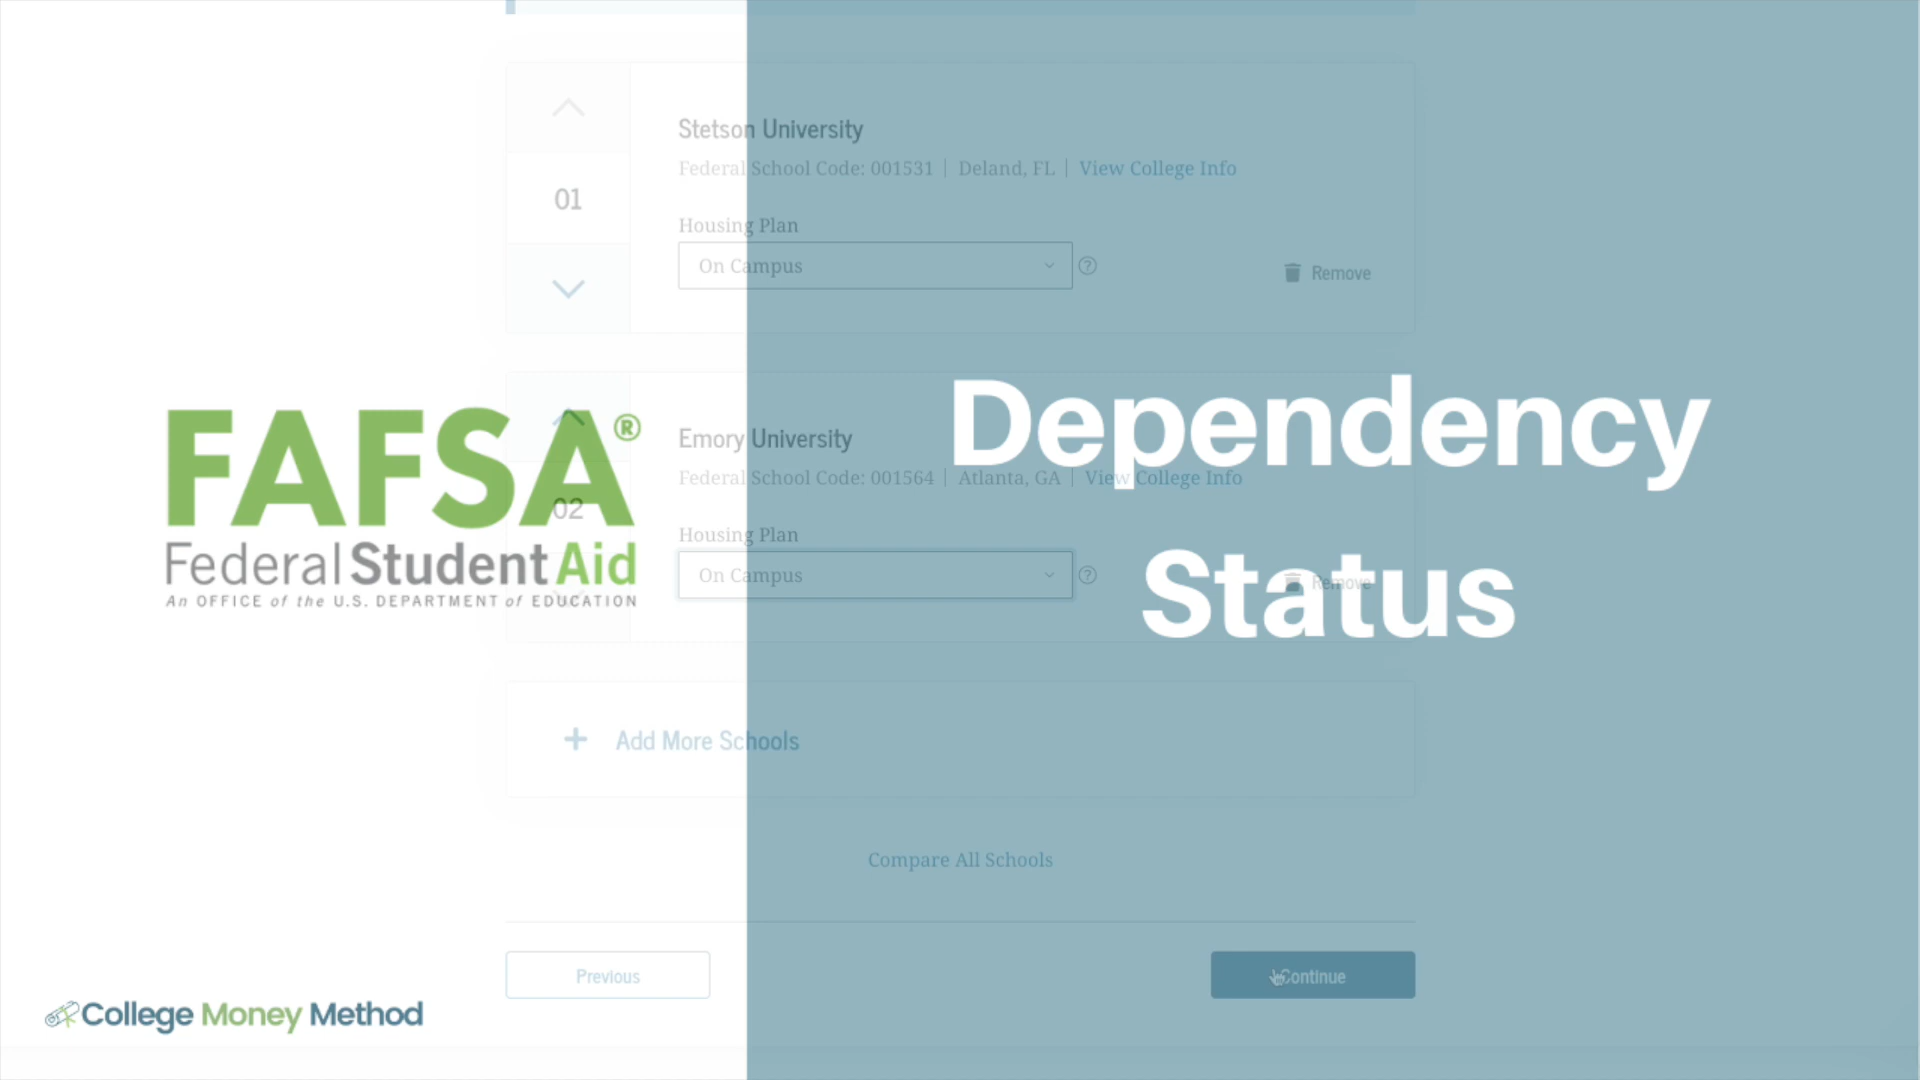 Stetson University
Federal School Code: 001531 | Deland, FL | View College Info
01
Housing Plan
On Campus
Remove
Emory University
Federal School Code: 001564 | Atlanta, GA | View College Info
02
Housing Plan
On Campus
Remove
FAFSA®
Federal Student Aid
An OFFICE of the U.S. DEPARTMENT of EDUCATION
Dependency
Status
+ Add More Schools
Compare All Schools
Previous
Continue
College Money Method